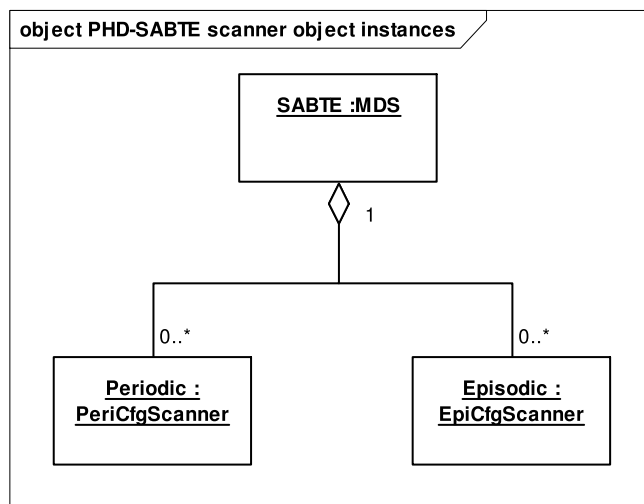 object PHD-SABTE scanner object instances
SABTE :MDS
1
0..*
0..*
Periodic :
PeriCfgScanner
Episodic :
EpiCfgScanner